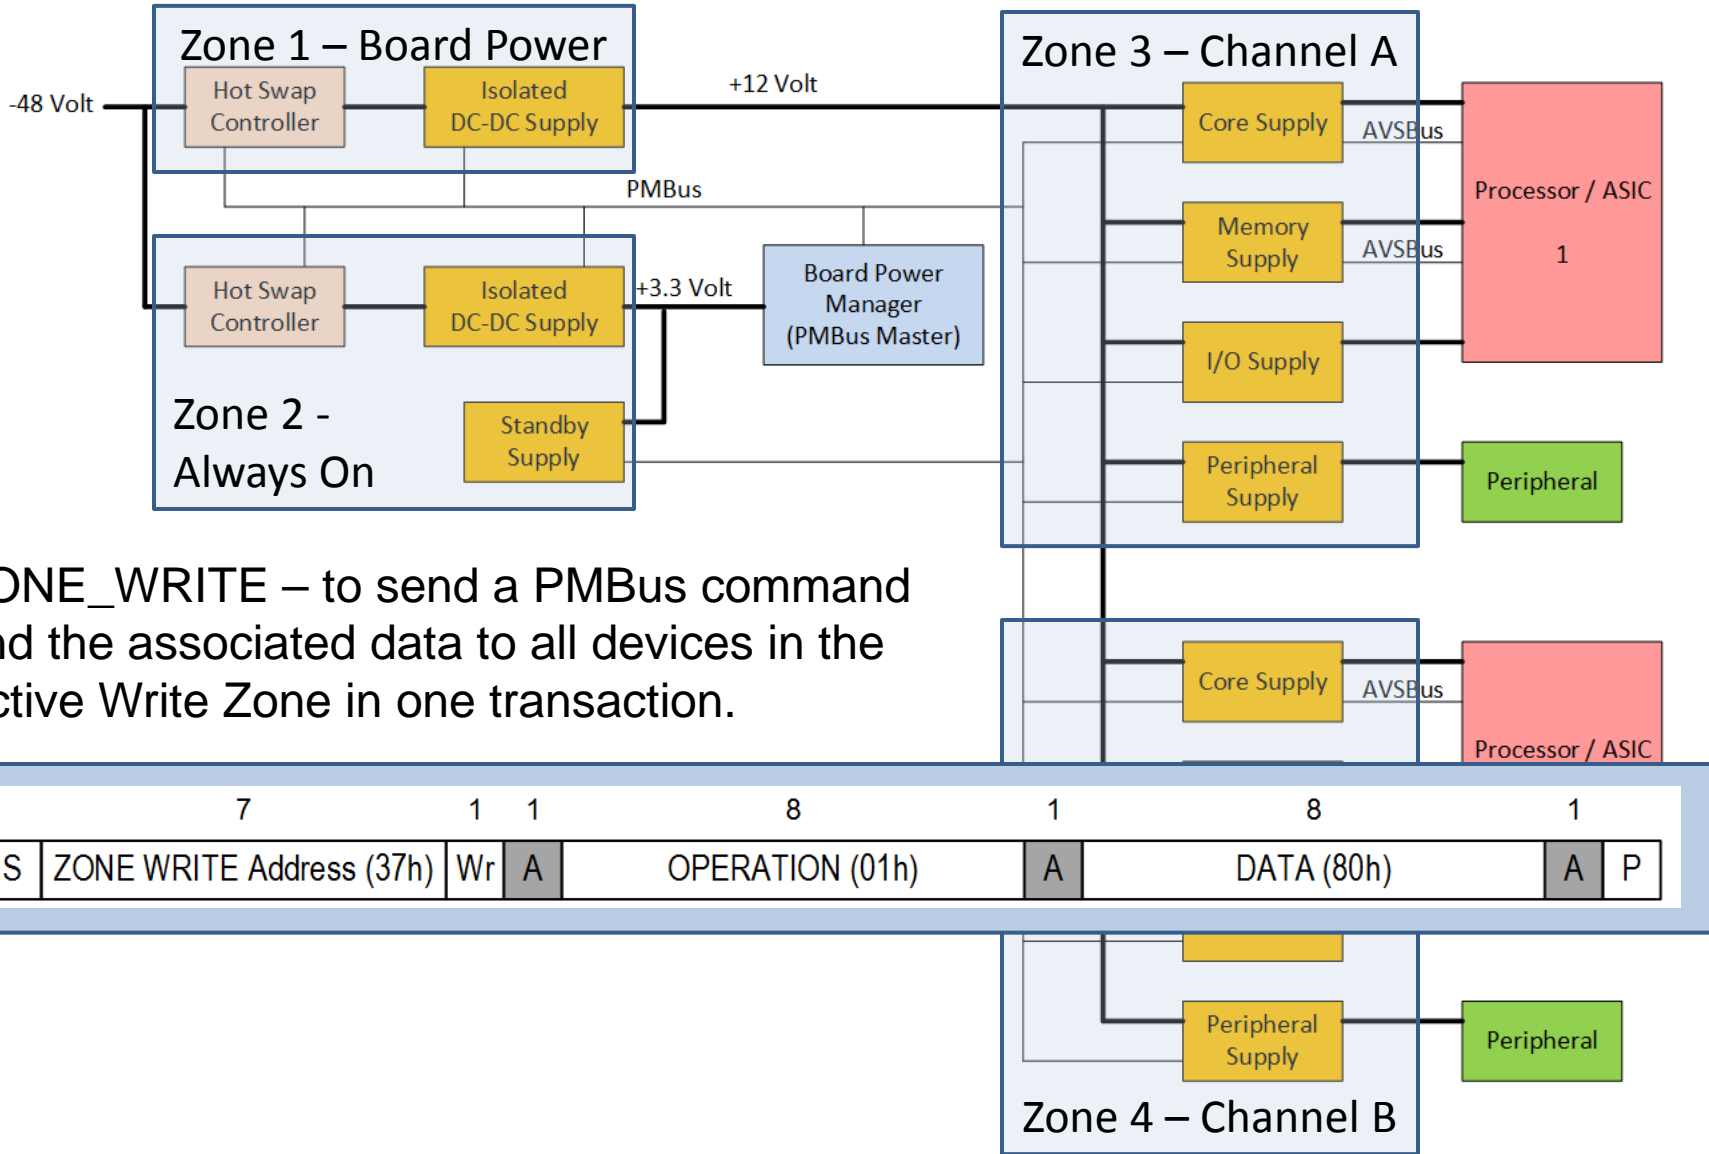 Zone 1 – Board Power
Hot Swap
Controller
Isolated
DC-DC Supply
-48 Volt
+12 Volt
PMBus
Hot Swap
Controller
Isolated
DC-DC Supply
+3.3 Volt
Board Power
Manager
(PMBus Master)
Zone 2 -
Always On
Standby
Supply
Zone 3 – Channel A
Core Supply
AVSBus
Memory
Supply
AVSBus
I/O Supply
Peripheral
Supply
Processor / ASIC
1
Peripheral
ONE_WRITE – to send a PMBus command
nd the associated data to all devices in the
ctive Write Zone in one transaction.
Core Supply
AVSBus
Processor / ASIC
7 1 1 8 1 8 1
S ZONE WRITE Address (37h) Wr A OPERATION (01h) A DATA (80h) A P
Peripheral
Supply
Peripheral
Zone 4 – Channel B